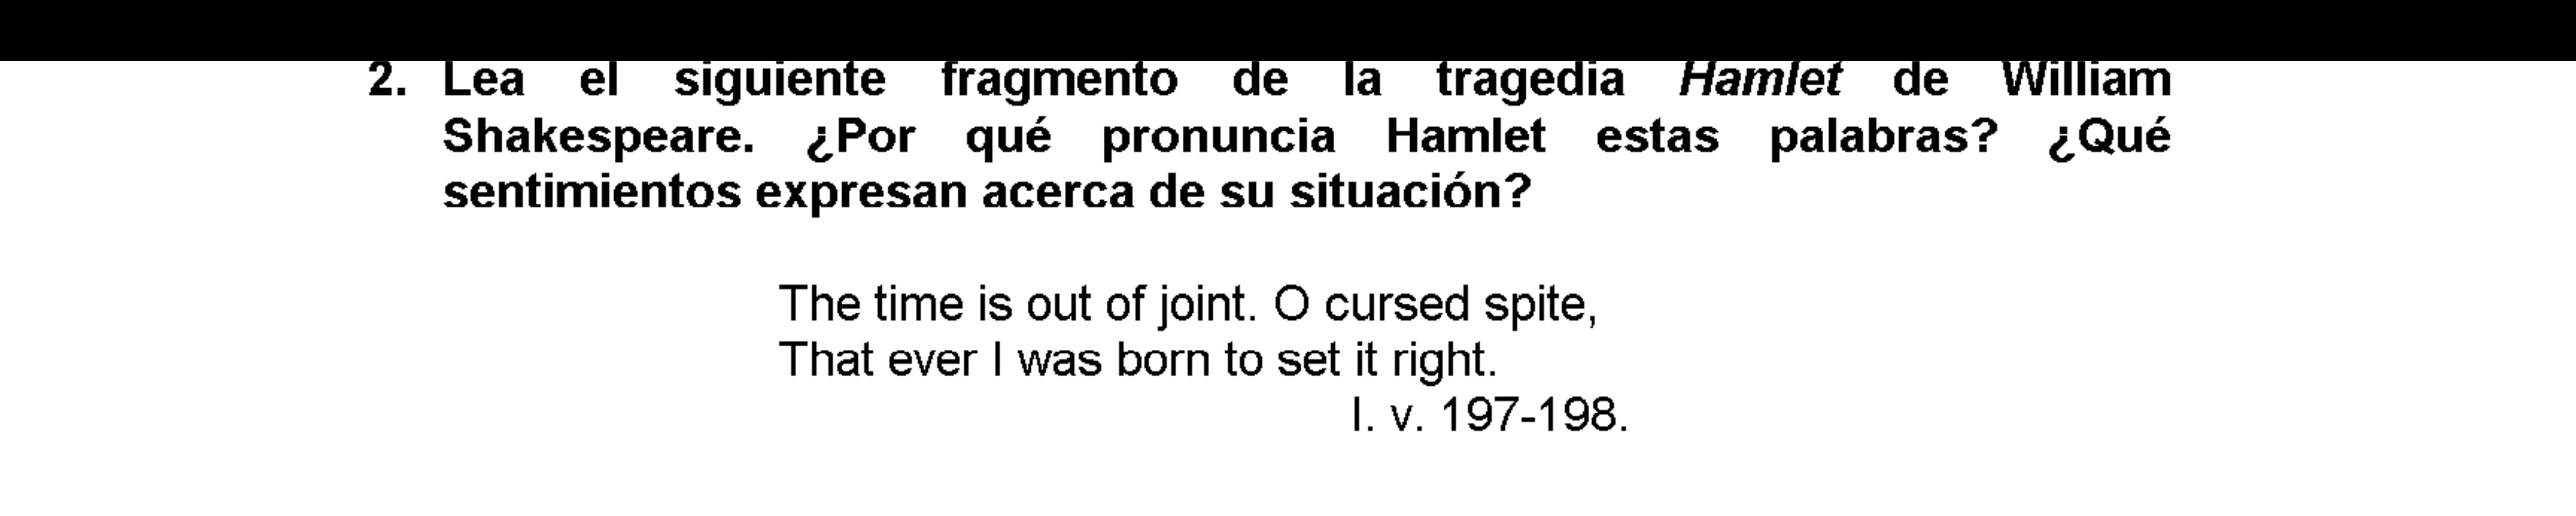 2. Lea el siguiente fragmento de la tragedia Hamlet de William
Shakespeare. ¿Por qué pronuncia Hamlet estas palabras? ¿Qué
sentimientos expresan acerca de su situación?
The time is out of joint. O cursed spite,
That ever I was born to set it right.
I. v. 197-198.